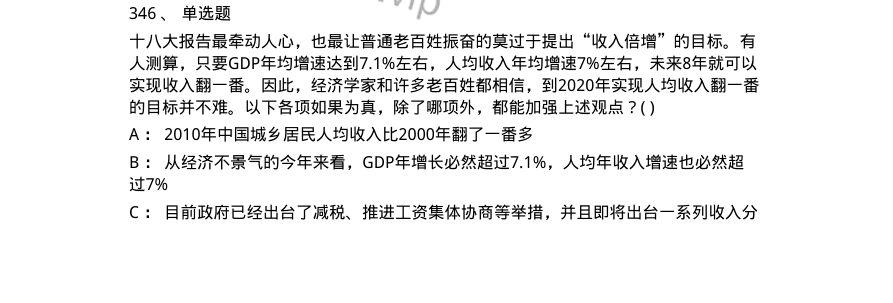 346 、 单选题
十八大报告最牵动人心，也最让普通老百姓振奋的莫过于提出“收入倍增”的目标。有
人测算，只要GDP年均增速达到7.1%左右，人均收入年均增速7%左右，未来8年就可以
实现收入翻一番。因此，经济学家和许多老百姓都相信，到2020年实现人均收入翻一番
的目标并不难。以下各项如果为真，除了哪项外，都能加强上述观点？( )
A ： 2010年中国城乡居民人均收入比2000年翻了一番多
B ： 从经济不景气的今年来看，GDP年增长必然超过7.1%，人均年收入增速也必然超
过7%
C ： 目前政府已经出台了减税、推进工资集体协商等举措，并且即将出台一系列收入分